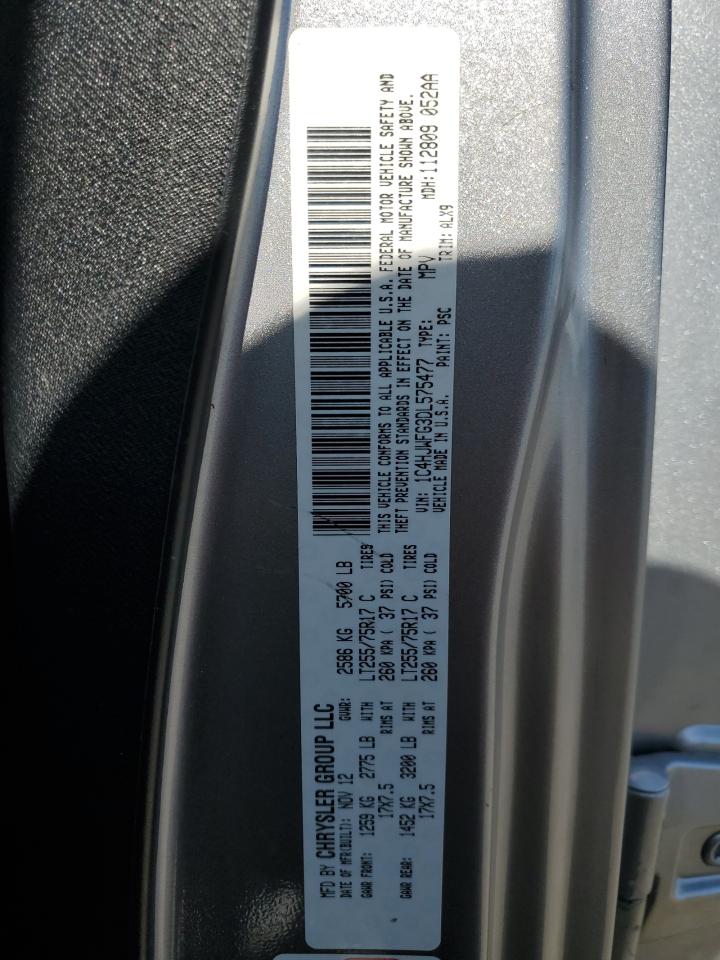 MFD BY CHRYSLER GROUP LLC
DATE OF MFR(BUILT): NOV 12 GVWR: 2586 KG 5700 LB
GAWR FRONT: 1259 KG 2775 LB WITH LT255/75R17 C TIRES
17X7.5 RIMS AT 260 KPA ( 37 PSI) COLD
GAWR REAR: 1452 KG 3200 LB WITH LT255/75R17 C TIRES
17X7.5 RIMS AT 260 KPA ( 37 PSI) COLD
THIS VEHICLE CONFORMS TO ALL APPLICABLE U.S.A. FEDERAL MOTOR VEHICLE SAFETY AND
THEFT PREVENTION STANDARDS IN EFFECT ON THE DATE OF MANUFACTURE SHOWN ABOVE.
VIN: 1C4HJWFG3DL575477 TYPE: MPV MDH: 112809 052AA
VEHICLE MADE IN U.S.A. PAINT: PSC TRIM: ALX9
4